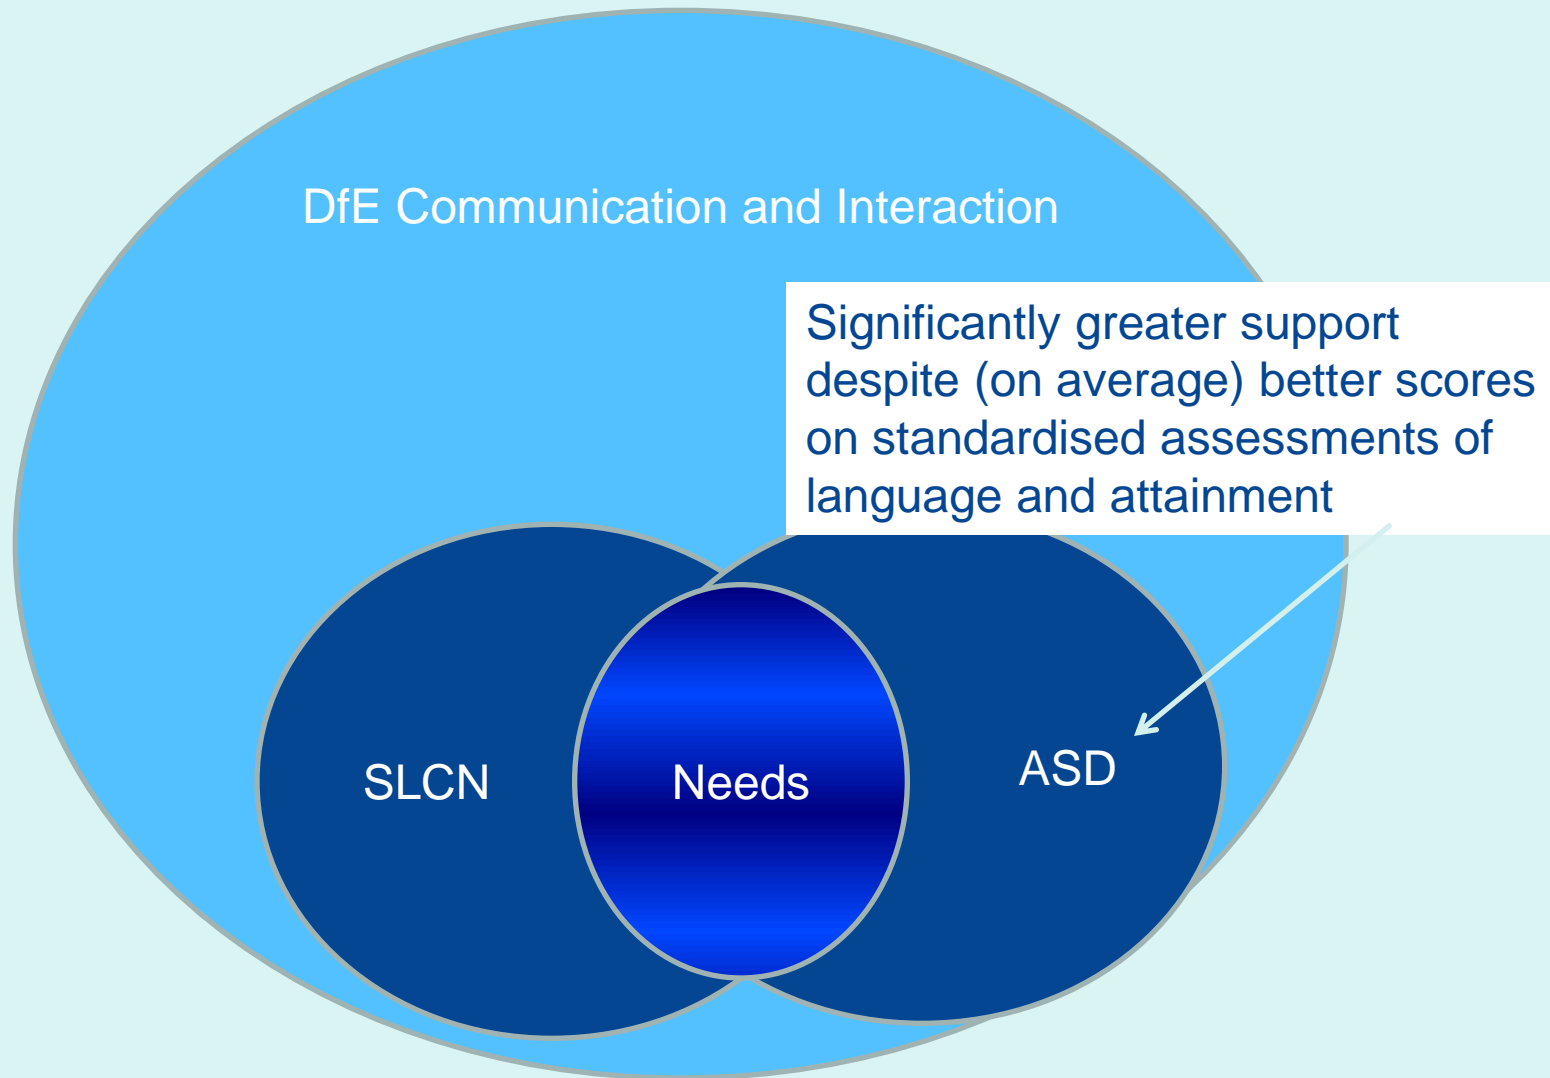 DfE Communication and Interaction
Significantly greater support
despite (on average) better scores
on standardised assessments of
language and attainment
SLCN
Needs
ASD